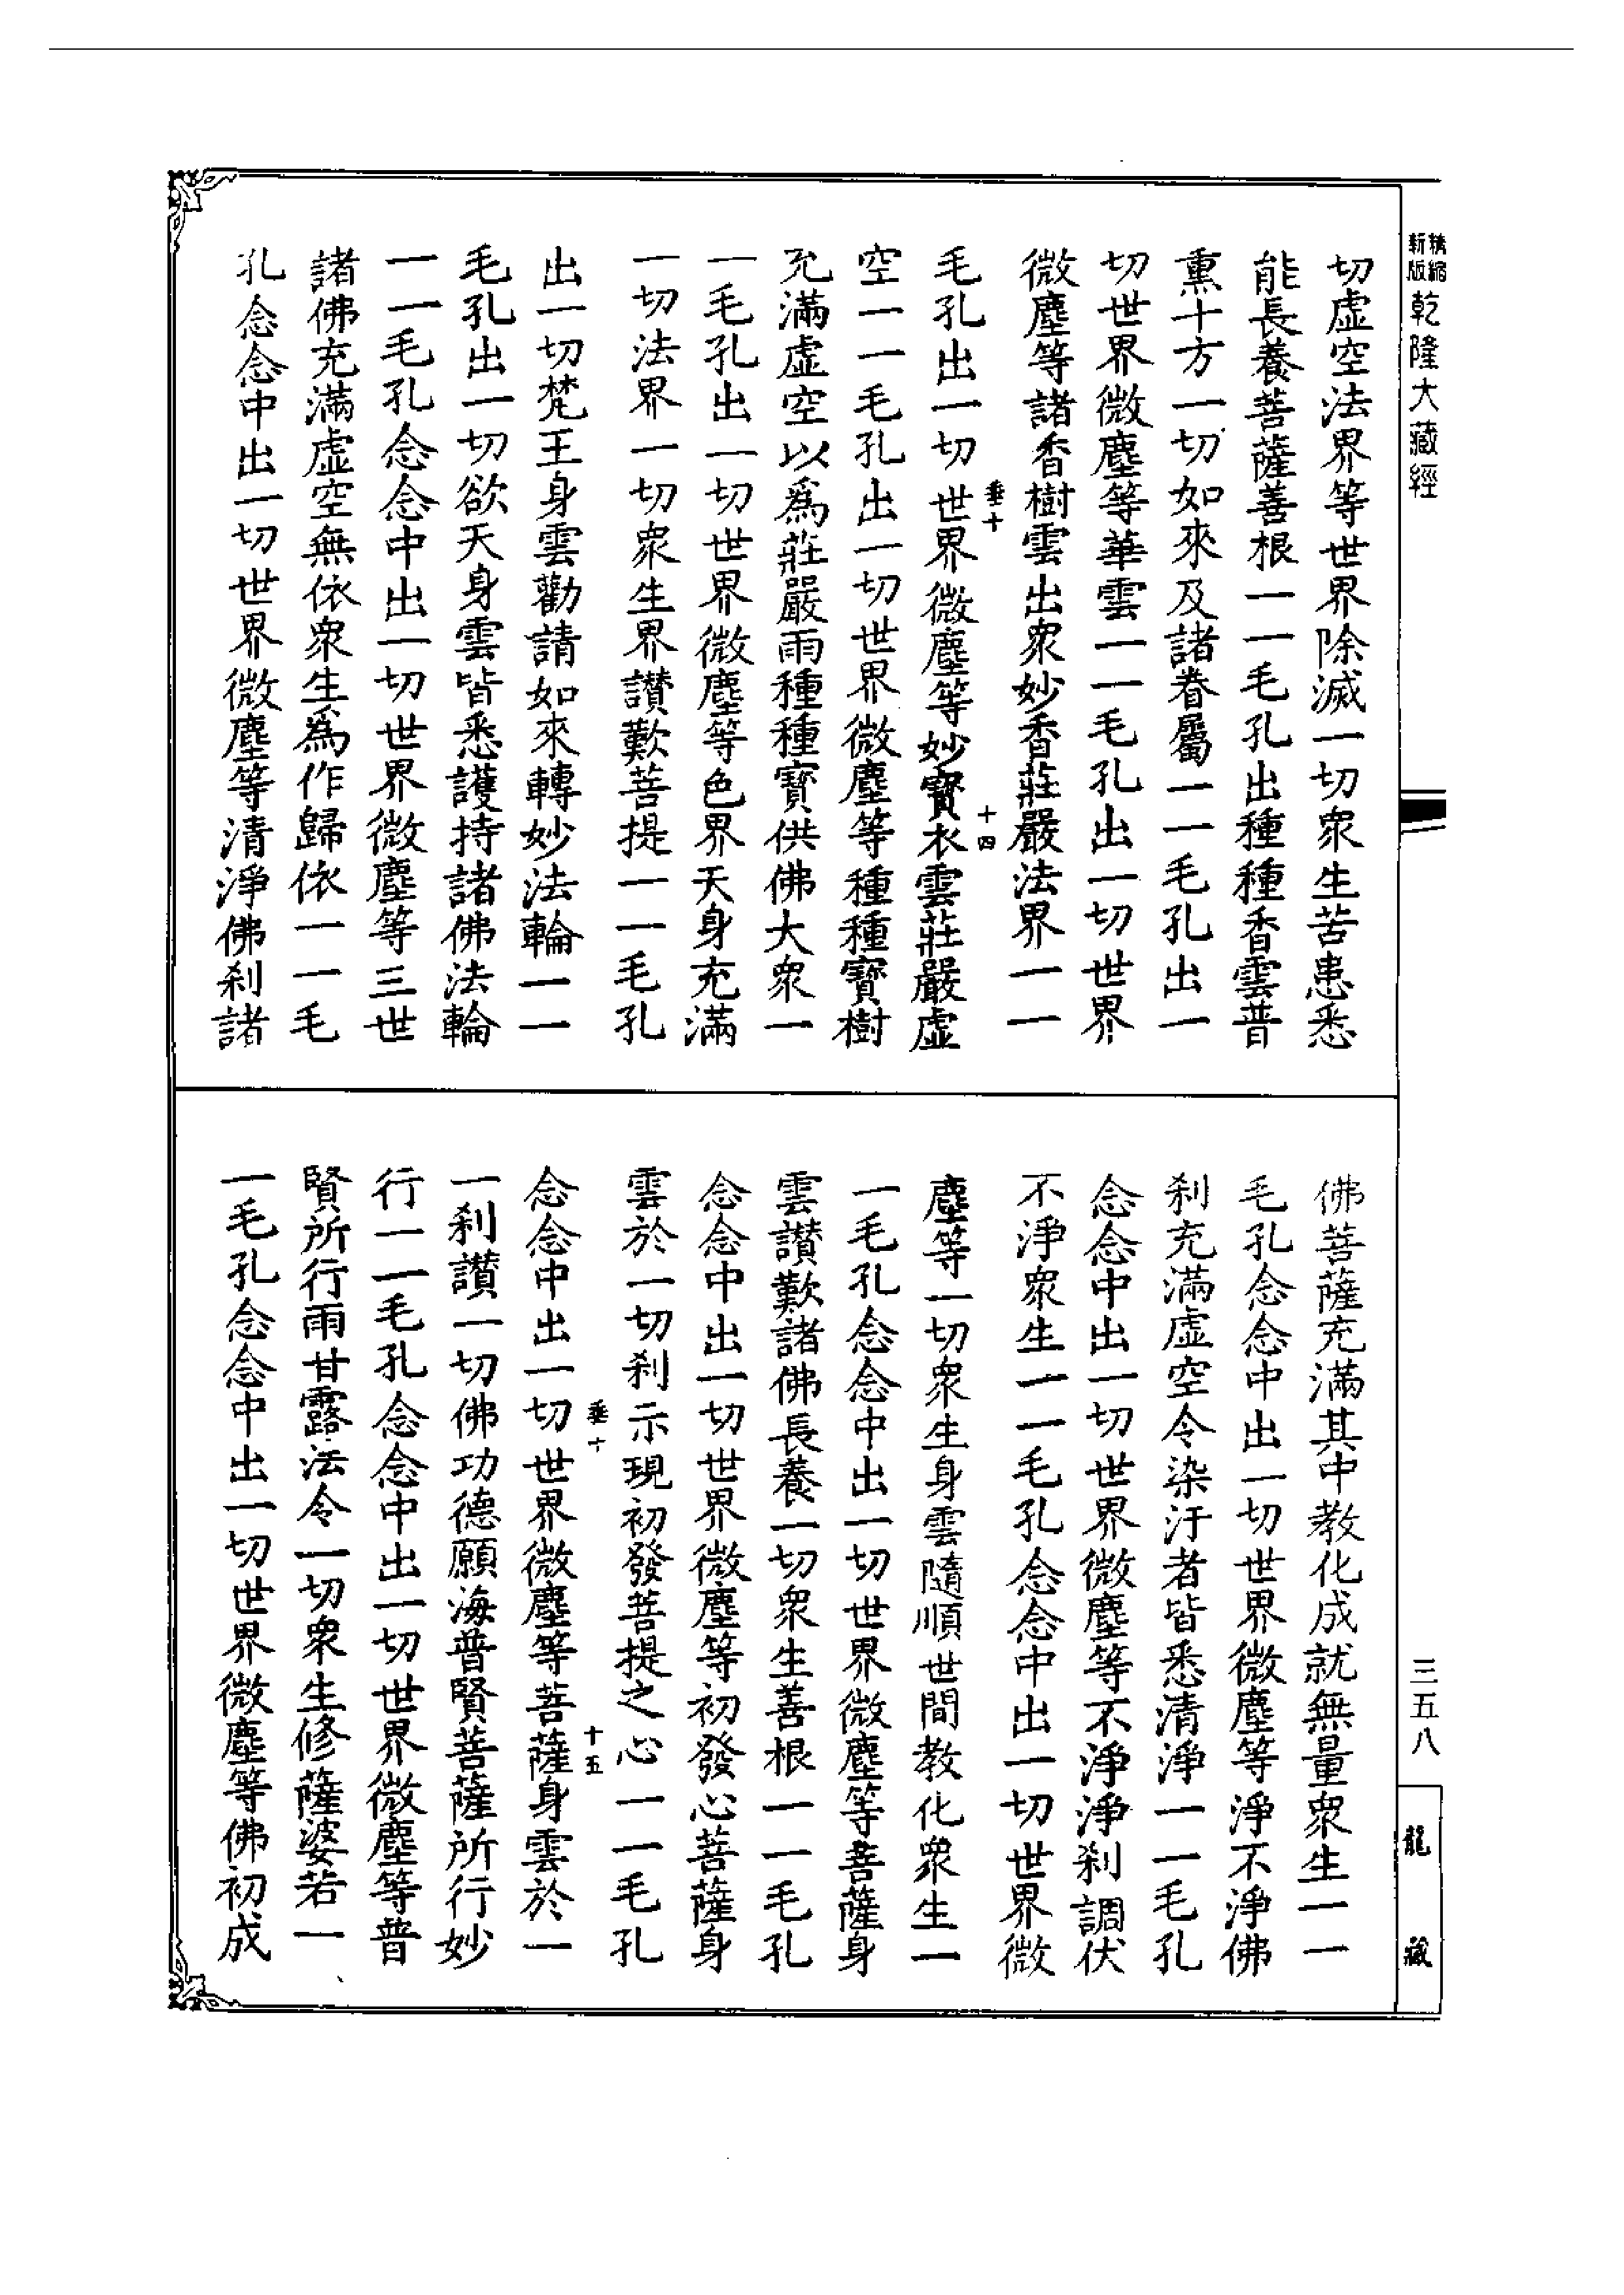 精縮
新版
乾隆大藏經
切虛空法界等世界除滅一切衆生苦患悉
能長養菩薩善根一一毛孔出種種香雲普
熏十方一切如來及諸眷屬一一毛孔出一
切世界微塵等華雲一一毛孔出一切世界
微塵等諸香樹雲出衆妙香莊嚴法界一一
毛孔出一切世界微塵等妙寶衣雲莊嚴虛
垂十
十四
空一一毛孔出一切世界微塵等種種寶樹
充滿虛空以爲莊嚴雨種種寶供佛大衆一
一毛孔出一切世界微塵等色界天身充滿
一切法界一切衆生界讃歎菩提一一毛孔
出一切梵王身雲勸請如來轉妙法輪一一
毛孔出一切欲天身雲皆悉護持諸佛法輪
一一毛孔念念中出一切世界微塵等三世
諸佛充滿虛空無依衆生爲作歸依一一毛
孔念念中出一切世界微塵等清淨佛刹諸
佛菩薩充滿其中教化成就無量衆生一一
毛孔念念中出一切世界微塵等淨不淨佛
刹充滿虛空令染汙者皆悉清淨一一毛孔
念念中出一切世界微塵等不淨淨刹調伏
不淨衆生一一毛孔念念中出一切世界微
塵等一切衆生身雲隨順世間教化衆生一
一毛孔念念中出一切世界微塵等菩薩身
雲讃歎諸佛長養一切衆生善根一一毛孔
念念中出一切世界微塵等初發心菩薩身
雲於一切刹示現初發菩提之心一一毛孔
念念中出一切世界微塵等菩薩身雲於一
垂十
十五
一刹讃一切佛功德願海普賢菩薩所行妙
行一一毛孔念念中出一切世界微塵等普
賢所行雨甘露法令一切衆生修薩婆若一
一毛孔念念中出一切世界微塵等佛初成
三五八
龍藏